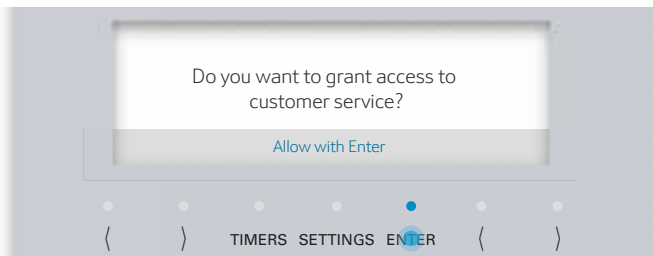 Do you want to grant access to
customer service?
Allow with Enter
⟨ ⟩ TIMERS SETTINGS ENTER ⟨ ⟩